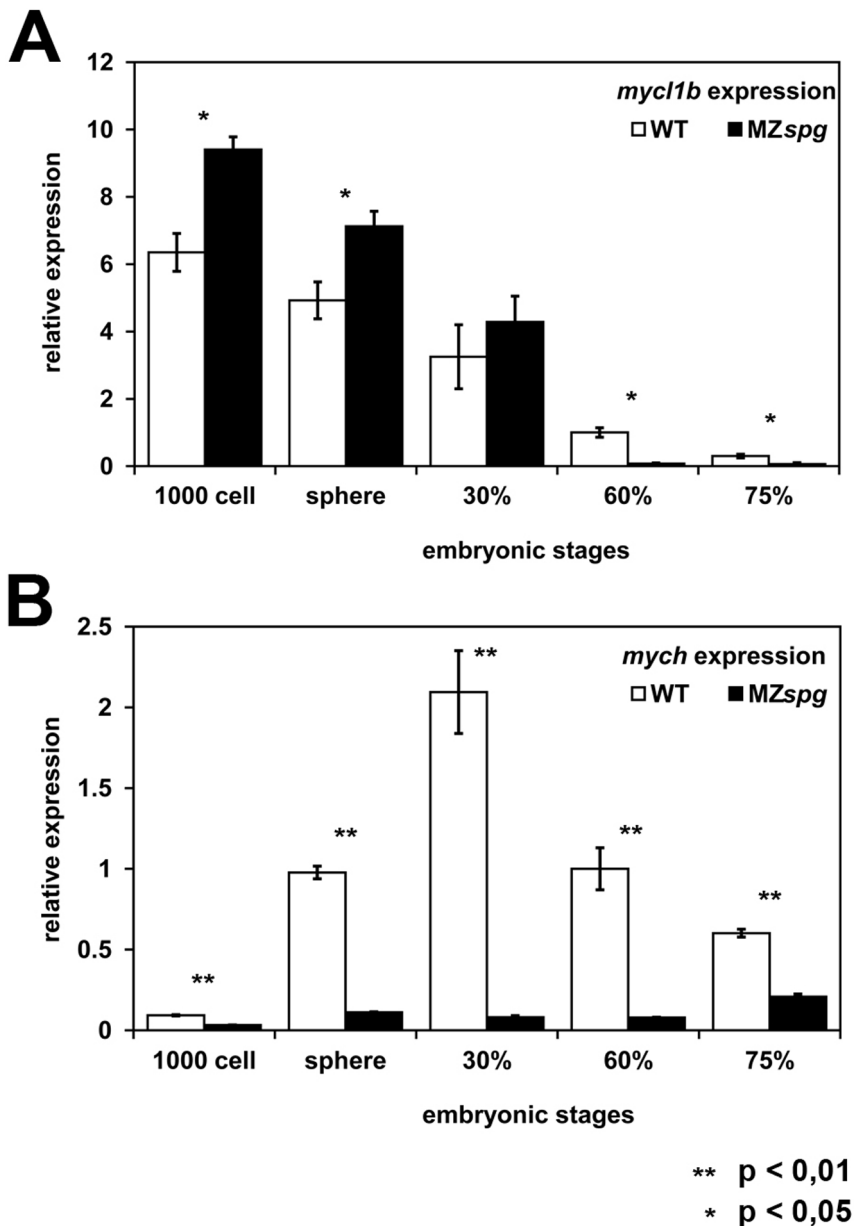 A
12
10
8
6
4
2
0
relative expression
mycl1b expression
WT MZspg
*
*
*
*
1000 cell sphere 30% 60% 75%
embryonic stages
B
2.5
2
1.5
1
0.5
0
relative expression
mych expression
WT MZspg
**
**
**
**
**
1000 cell sphere 30% 60% 75%
embryonic stages
** p < 0,01
* p < 0,05